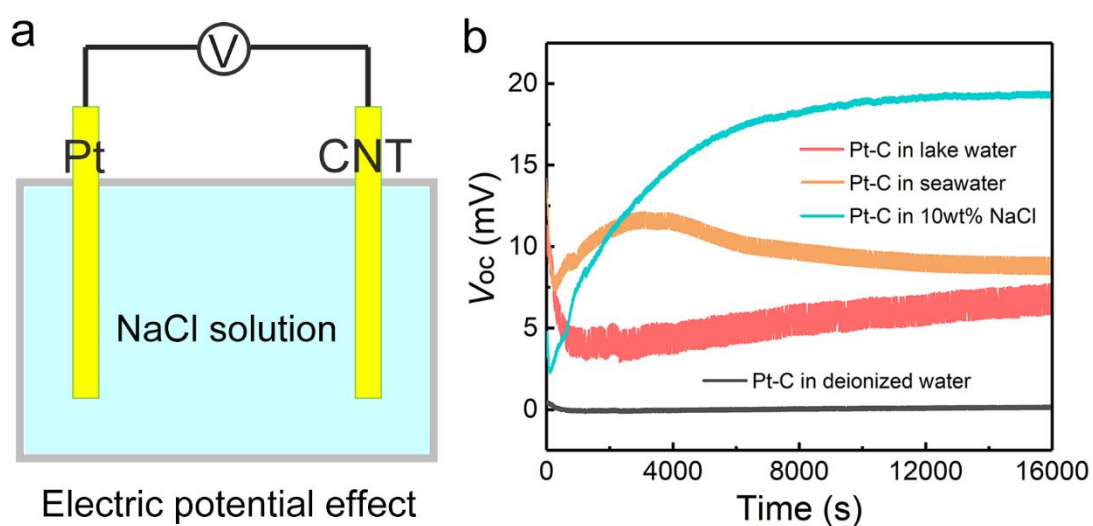 a
V
Pt
CNT
NaCl solution
Electric potential effect
b
Voc (mV)
20
15
10
5
0
Pt-C in lake water
Pt-C in seawater
Pt-C in 10wt% NaCl
Pt-C in deionized water
0 4000 8000 12000 16000
Time (s)